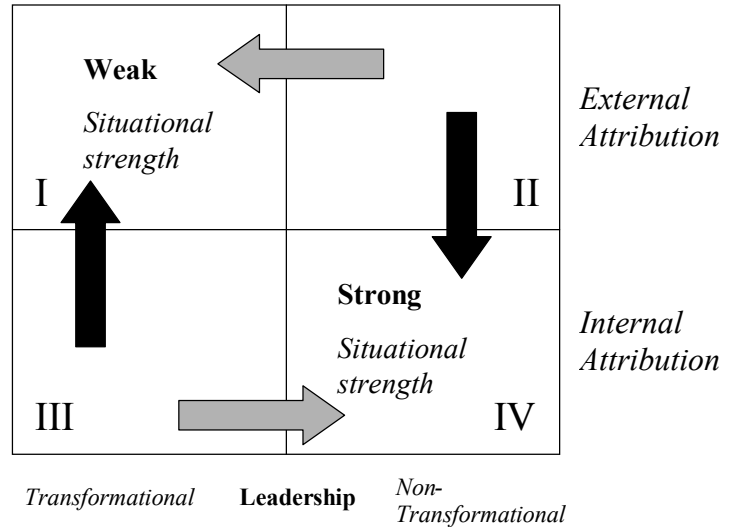 Weak
Situational
strength
I
II
External
Attribution
Strong
Situational
strength
III
IV
Internal
Attribution
Transformational
Leadership
Non-
Transformational